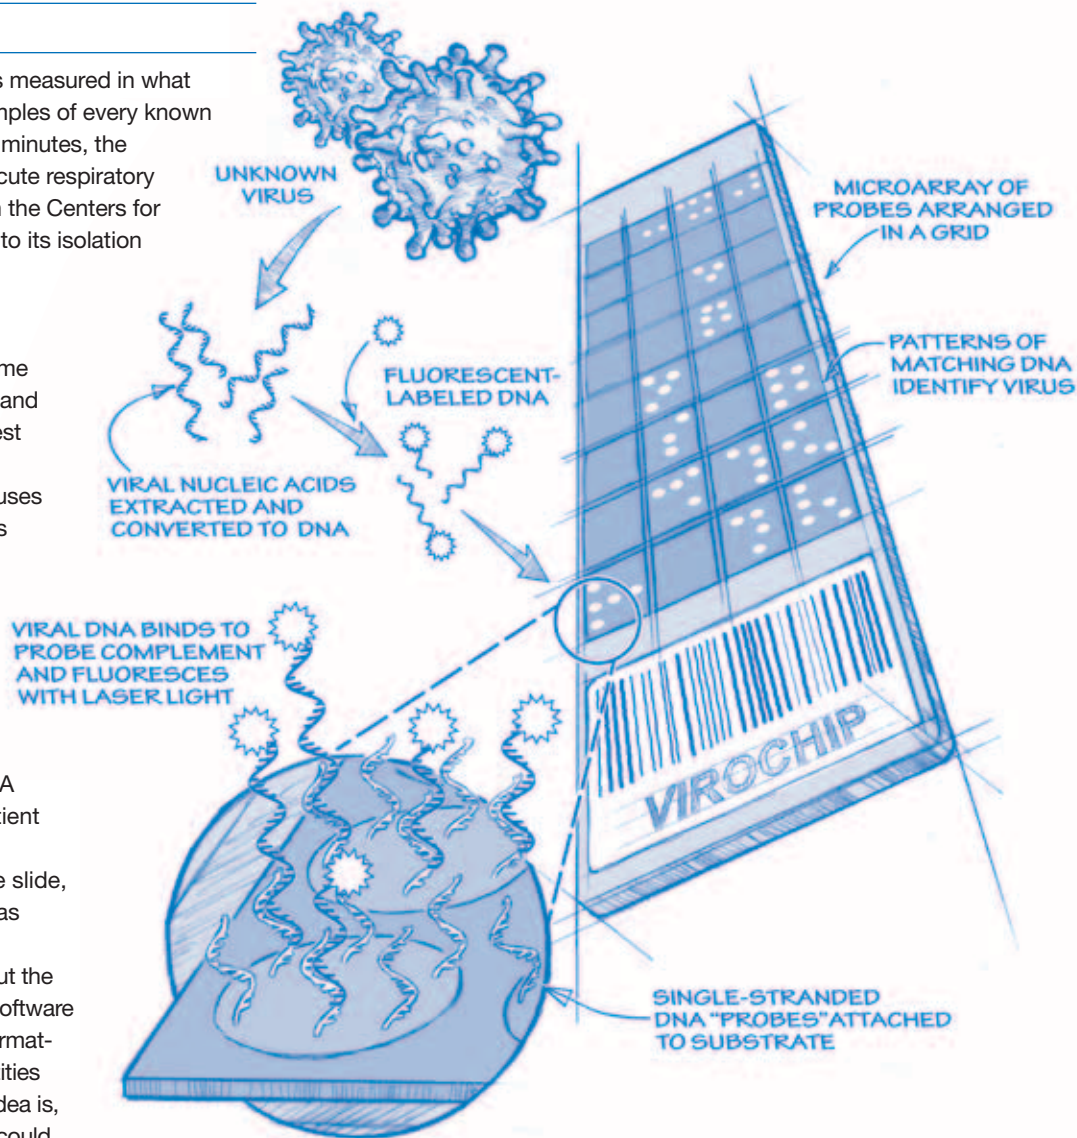 s measured in what
mples of every known
minutes, the
cute respiratory
n the Centers for
to its isolation
me
and
est
uses
s
A
tient
e slide,
as
ut the
oftware
rmat-
tities
dea is,
could
UNKNOWN
VIRUS
MICROARRAY OF
PROBES ARRANGED
IN A GRID
FLUORESCENT-
LABELED DNA
PATTERNS OF
MATCHING DNA
IDENTIFY VIRUS
VIRAL NUCLEIC ACIDS
EXTRACTED AND
CONVERTED TO DNA
VIRAL DNA BINDS TO
PROBE COMPLEMENT
AND FLUORESCES
WITH LASER LIGHT
VIROCHIP
SINGLE-STRANDED
DNA "PROBES" ATTACHED
TO SUBSTRATE